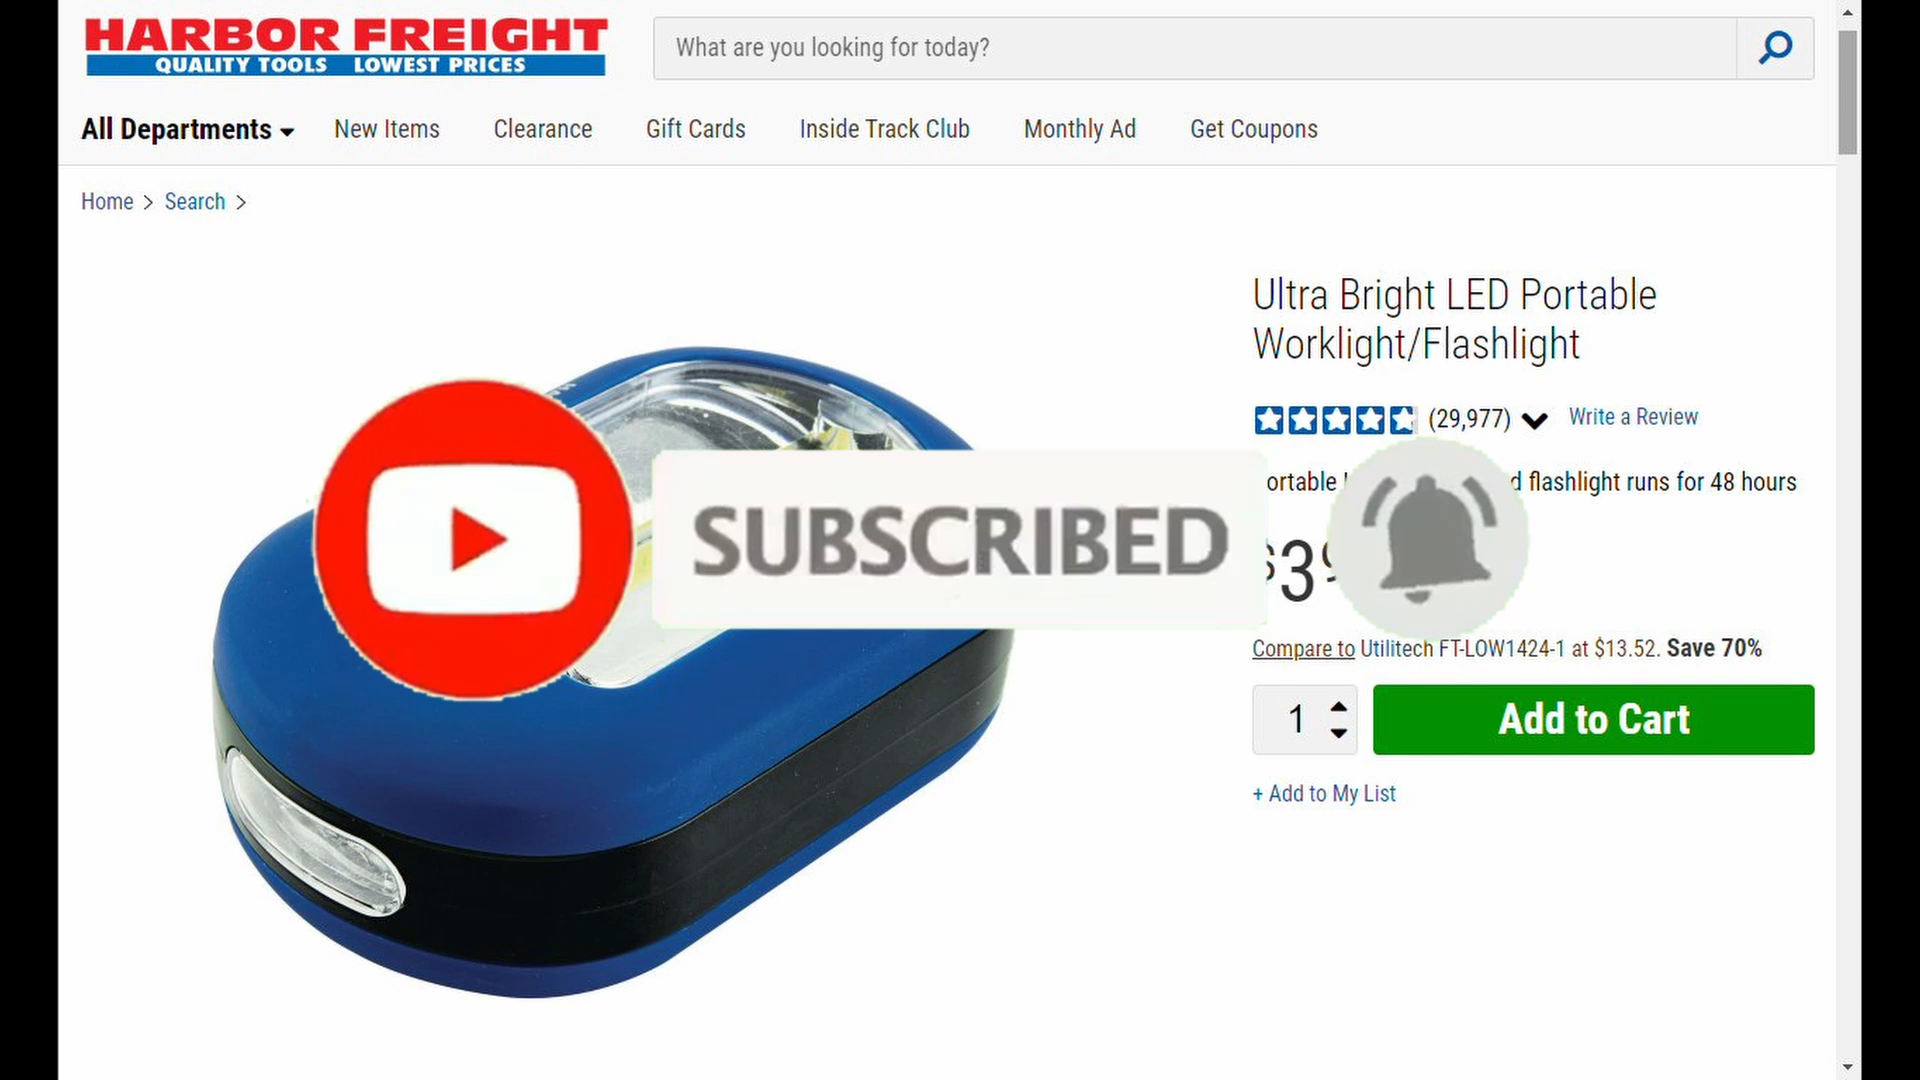 HARBOR FREIGHT
QUALITY TOOLS LOWEST PRICES
What are you looking for today?
All Departments
New Items
Clearance
Gift Cards
Inside Track Club
Monthly Ad
Get Coupons
Home > Search >
Ultra Bright LED Portable
Worklight/Flashlight
(29,977)
Write a Review
flashlight runs for 48 hours
SUBSCRIBED
Compare to Utilitech FT-LOW1424-1 at $13.52. Save 70%
1
Add to Cart
+ Add to My List